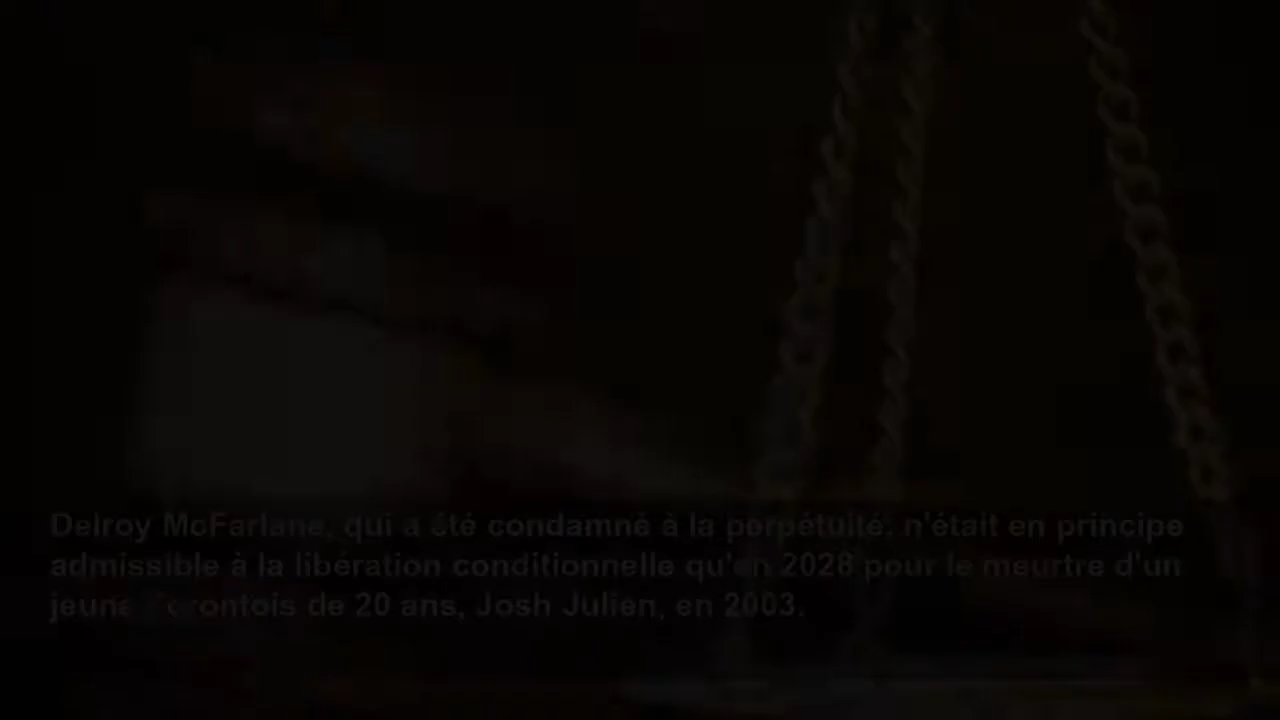 Delroy McFarlane, qui a été condamné à la perpétuité. n'était en principe
admissible à la libération conditionnelle qu'en 2028 pour le meurtre d'un
jeune Torontois de 20 ans, Josh Julien, en 2003.